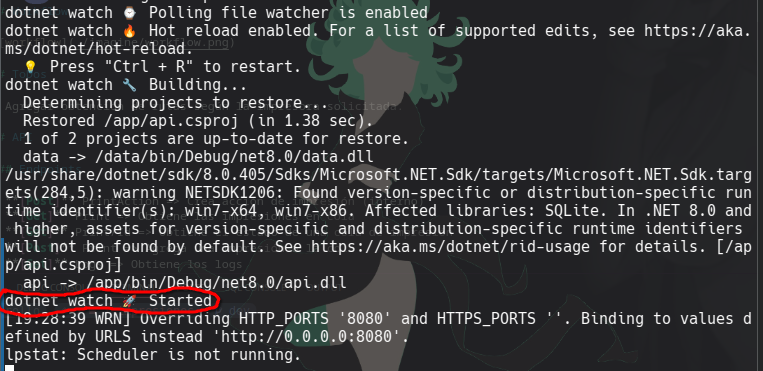 dotnet watch ⌚ Polling file watcher is enabled
dotnet watch 🔥 Hot reload enabled. For a list of supported edits, see https://aka.
ms/dotnet/hot-reload.
💡 Press "Ctrl + R" to restart.
dotnet watch 🔧 Building...
Determining projects to restore...
Restored /app/api.csproj (in 1.38 sec).
1 of 2 projects are up-to-date for restore.
data -> /data/bin/Debug/net8.0/data.dll
/usr/share/dotnet/sdk/8.0.405/Sdks/Microsoft.NET.Sdk/targets/Microsoft.NET.Sdk.targ
ets(284,5): warning NETSDK1206: Found version-specific or distribution-specific run
time identifier(s): win7-x64, win7-x86. Affected libraries: SQLite. In .NET 8.0 and
higher, assets for version-specific and distribution-specific runtime identifiers
will not be found by default. See https://aka.ms/dotnet/rid-usage for details. [/ap
p/api.csproj]
api -> /app/bin/Debug/net8.0/api.dll
dotnet watch 🚀 Started
[19:28:39 WRN] Overriding HTTP_PORTS '8080' and HTTPS_PORTS ''. Binding to values d
efined by URLS instead 'http://0.0.0.0:8080'.
lpstat: Scheduler is not running.